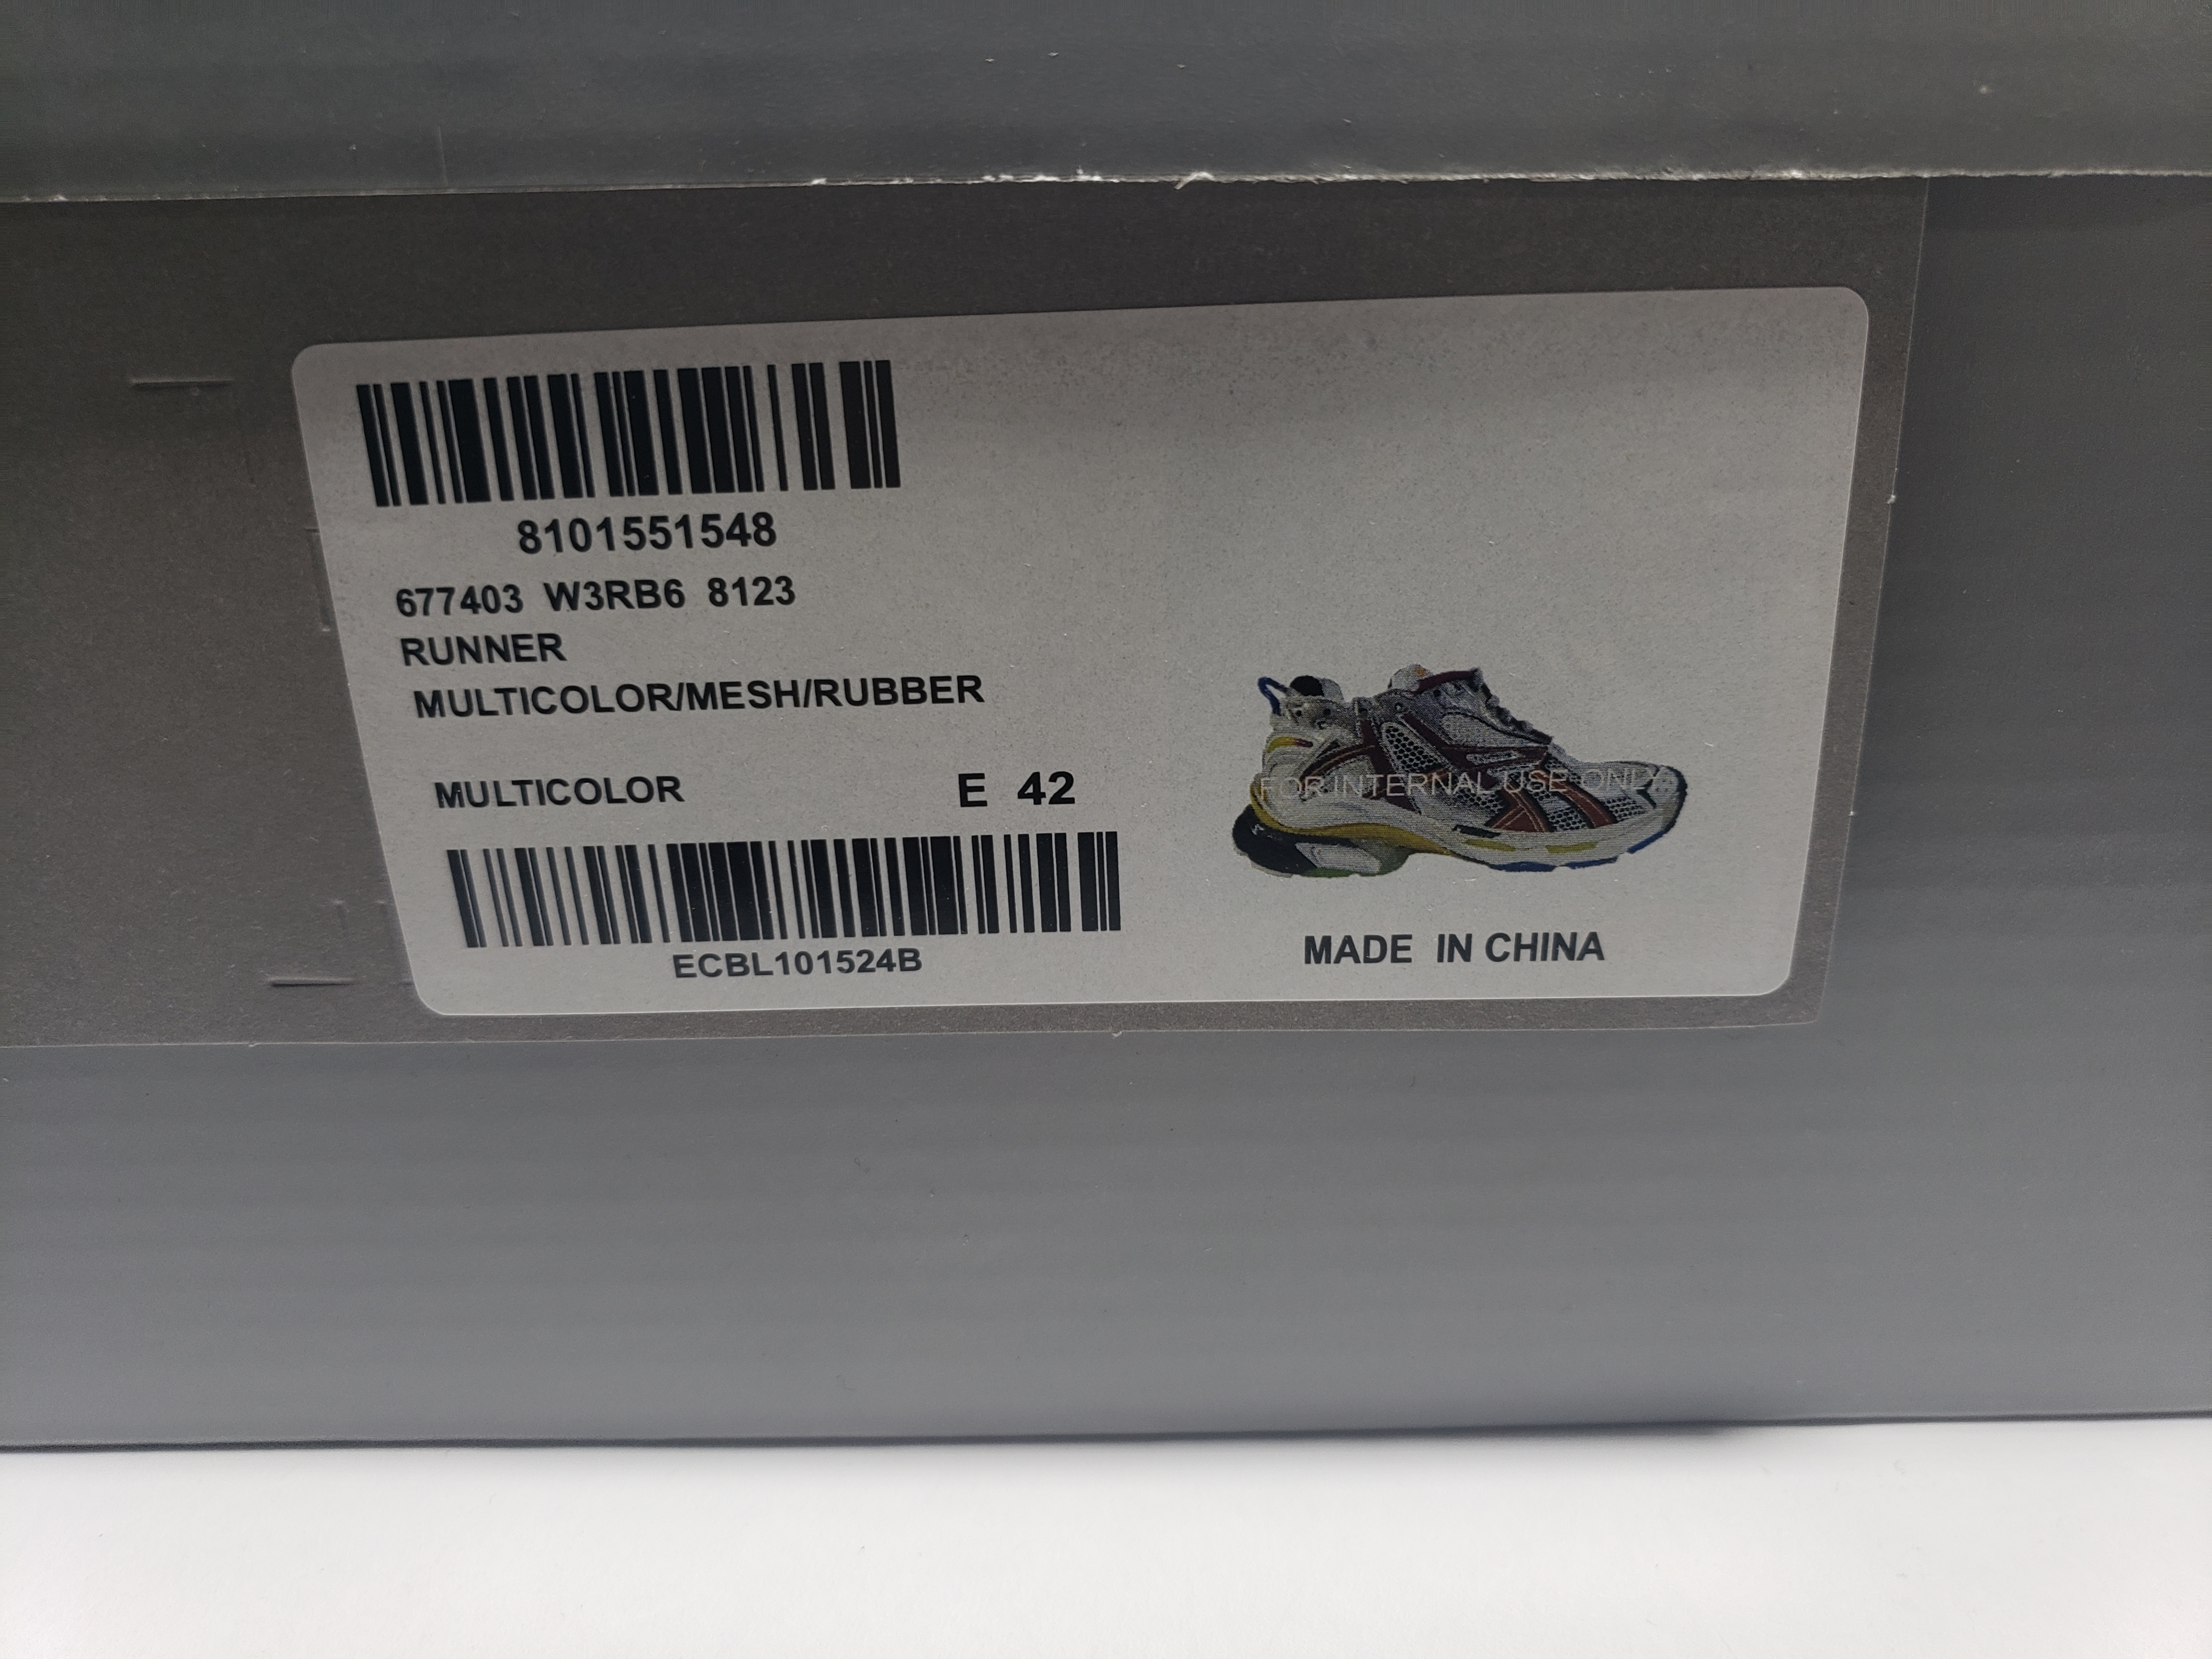 8101551548
677403 W3RB6 8123
RUNNER
MULTICOLOR/MESH/RUBBER
MULTICOLOR E 42
FOR INTERNAL USE ONLY
ECBL101524B
MADE IN CHINA